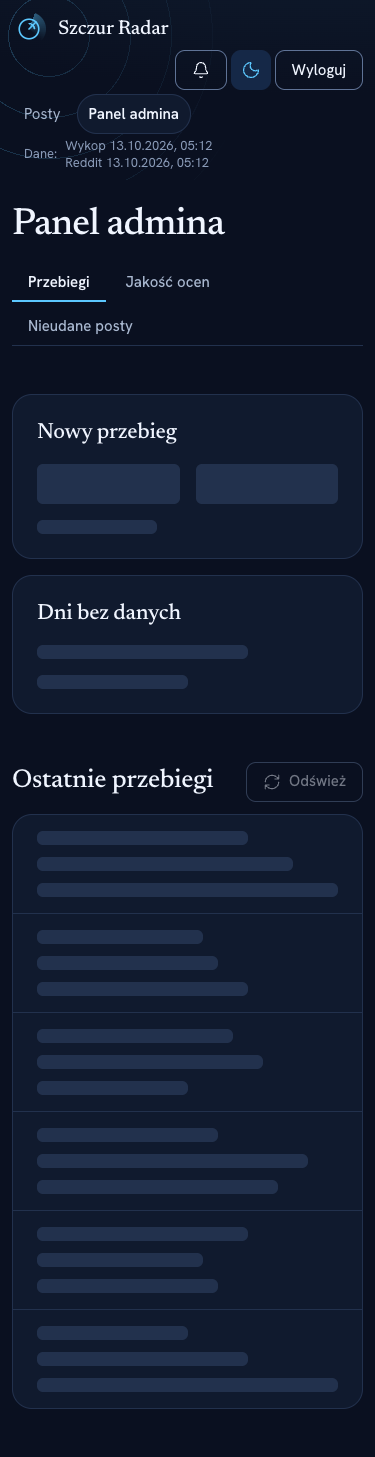 Szczur Radar
Wyloguj
Posty
Panel admina
Dane:
Wykop 13.10.2026, 05:12
Reddit 13.10.2026, 05:12
Panel admina
Przebiegi
Jakość ocen
Nieudane posty
Nowy przebieg
Dni bez danych
Ostatnie przebiegi
Odśwież